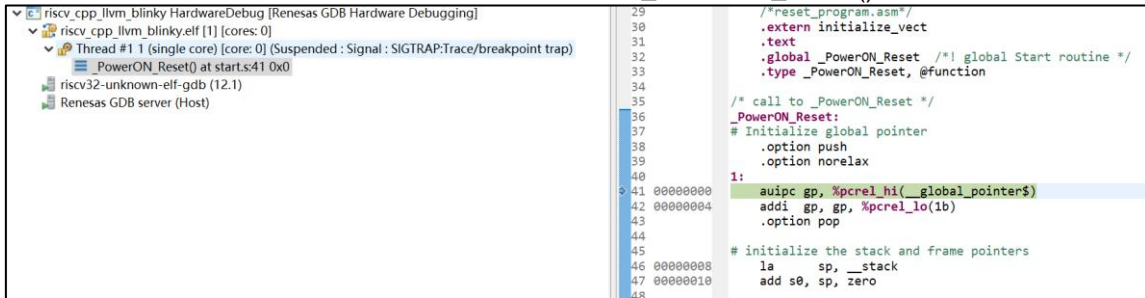 riscv_cpp_llvm_blinky HardwareDebug [Renesas GDB Hardware Debugging]
riscv_cpp_llvm_blinky.elf [1] [cores: 0]
Thread #1 1 (single core) [core: 0] (Suspended : Signal : SIGTRAP:Trace/breakpoint trap)
_PowerON_Reset() at start.s:41 0x0
riscv32-unknown-elf-gdb (12.1)
Renesas GDB server (Host)
29 /*reset_program.asm*/
30 .extern initialize_vect
31 .text
32 .global _PowerON_Reset /*! global Start routine */
33 .type _PowerON_Reset, @function
34
35 /* call to _PowerON_Reset */
36 _PowerON_Reset:
37 # Initialize global pointer
38 .option push
39 .option norelax
40 1:
41 00000000 auipc gp, %pcrel_hi(__global_pointer$)
42 00000004 addi gp, gp, %pcrel_lo(1b)
43 .option pop
44
45 # initialize the stack and frame pointers
46 00000008 la sp, __stack
47 00000010 add s0, sp, zero
48